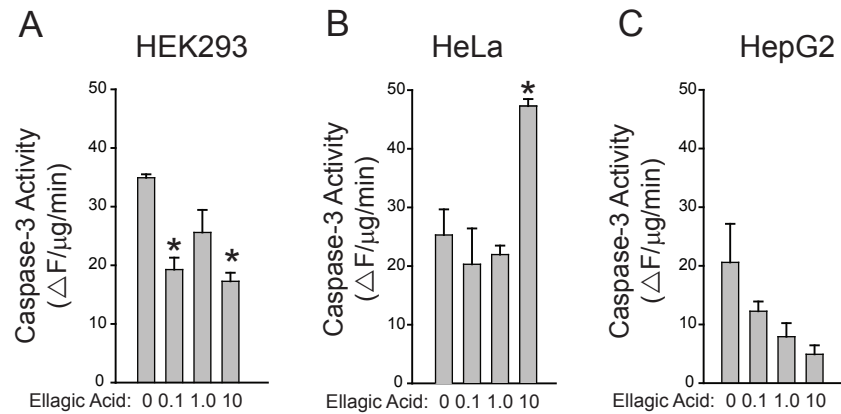 A
HEK293
Caspase-3 Activity
(△F/μg/min)
50
40
30
20
10
0
*
*
Ellagic Acid: 0 0.1 1.0 10
B
HeLa
Caspase-3 Activity
(△F/μg/min)
50
40
30
20
10
0
*
Ellagic Acid: 0 0.1 1.0 10
C
HepG2
Caspase-3 Activity
(△F/μg/min)
50
40
30
20
10
0
Ellagic Acid: 0 0.1 1.0 10